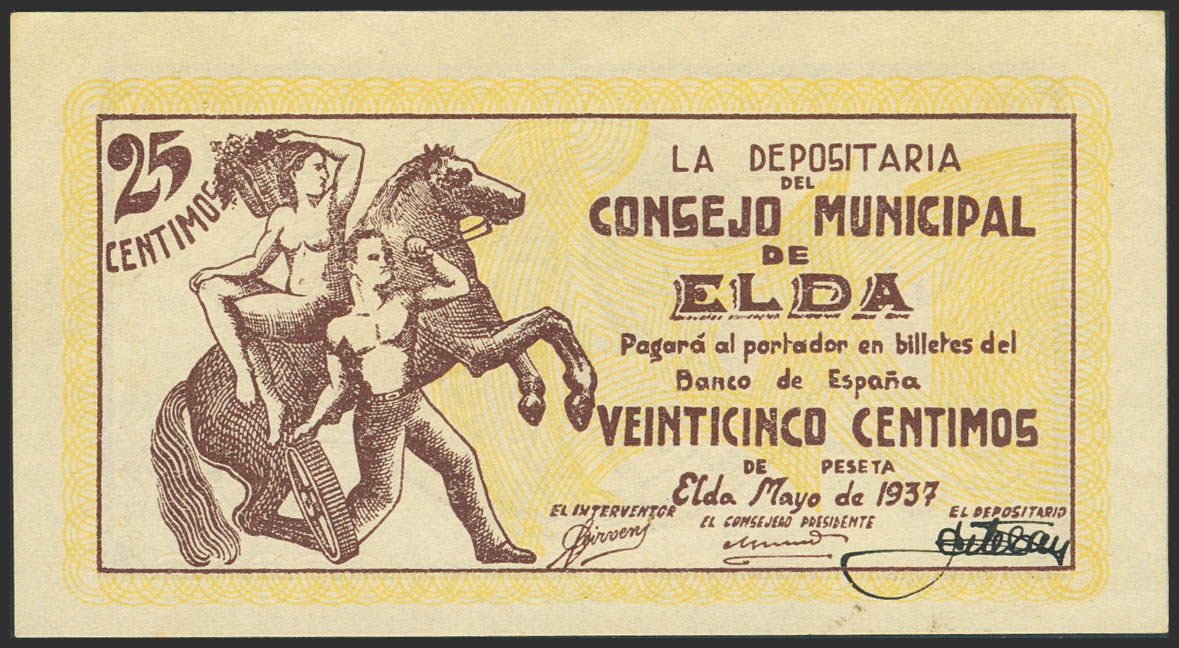 25
CENTIMOS
LA DEPOSITARIA
DEL
CONSEJO MUNICIPAL
DE
ELDA
Pagará al portador en billetes del
Banco de España
VEINTICINCO CENTIMOS
DE PESETA
Elda Mayo de 1937
EL INTERVENTOR
EL CONSEJERO PRESIDENTE
EL DEPOSITARIO